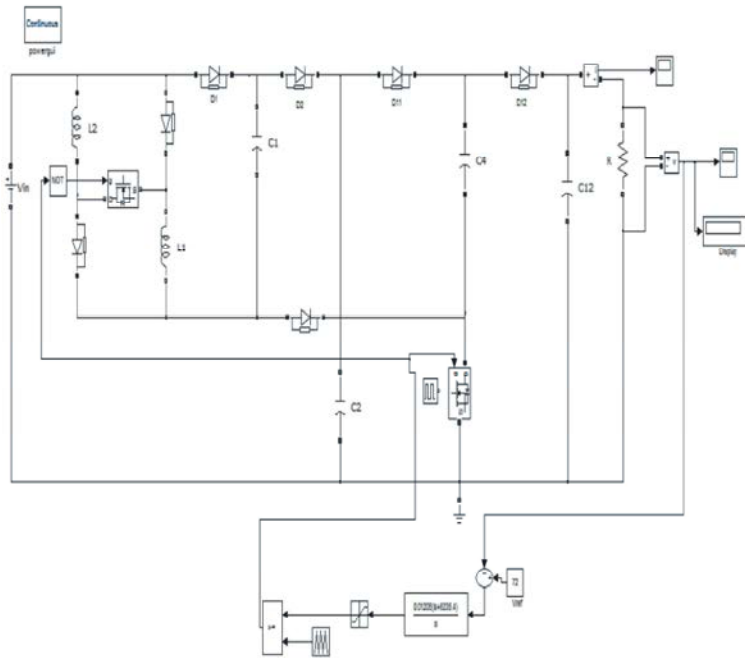 Continuous
powergui
D1
D2
D11
D12
L2
C1
C4
Vin
NOT
C12
R
L1
Display
C2
72
Vref
s